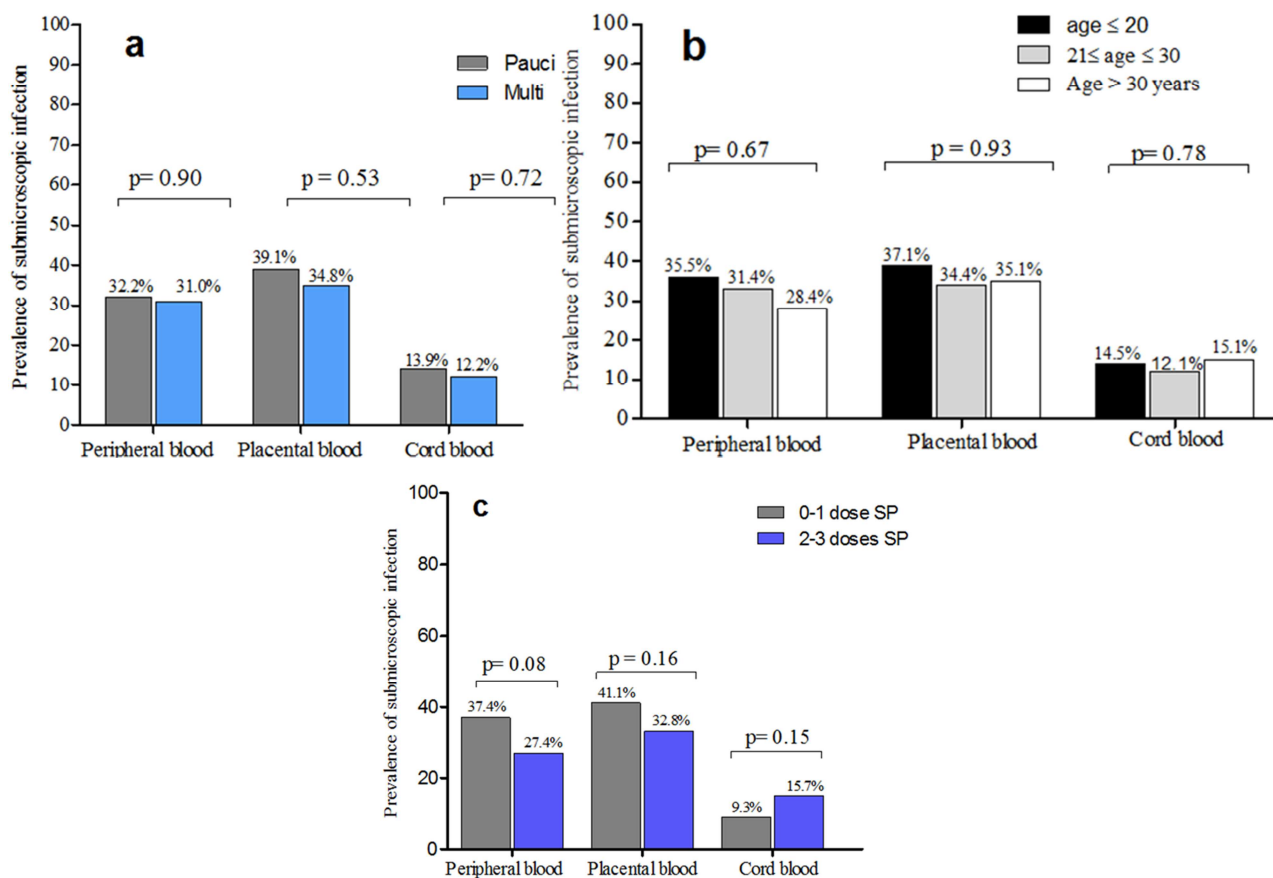 a
Pauci
Multi
Prevalence of submicroscopic infection
100
90
80
70
60
50
40
30
20
10
0
p= 0.90
p = 0.53
p= 0.72
32.2%
31.0%
39.1%
34.8%
13.9%
12.2%
Peripheral blood
Placental blood
Cord blood
b
age ≤ 20
21≤ age ≤ 30
Age > 30 years
Prevalence of submicroscopic infection
100
90
80
70
60
50
40
30
20
10
0
p= 0.67
p = 0.93
p= 0.78
35.5%
31.4%
28.4%
37.1%
34.4%
35.1%
14.5%
12.1%
15.1%
Peripheral blood
Placental blood
Cord blood
c
0-1 dose SP
2-3 doses SP
Prevalence of submicroscopic infection
100
80
60
40
20
0
p= 0.08
p = 0.16
p= 0.15
37.4%
27.4%
41.1%
32.8%
9.3%
15.7%
Peripheral blood
Placental blood
Cord blood